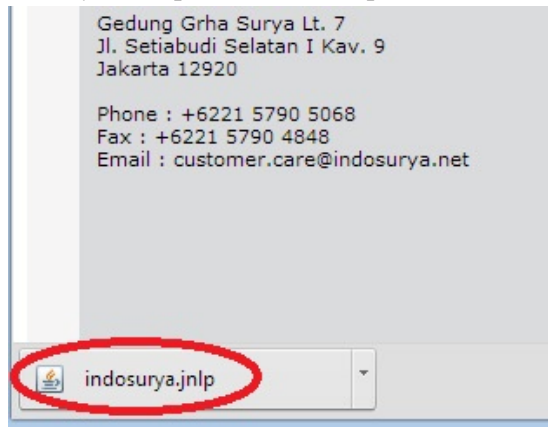 Gedung Grha Surya Lt. 7
Jl. Setiabudi Selatan I Kav. 9
Jakarta 12920
Phone : +6221 5790 5068
Fax : +6221 5790 4848
Email : customer.care@indosurya.net
indosurya.jnlp